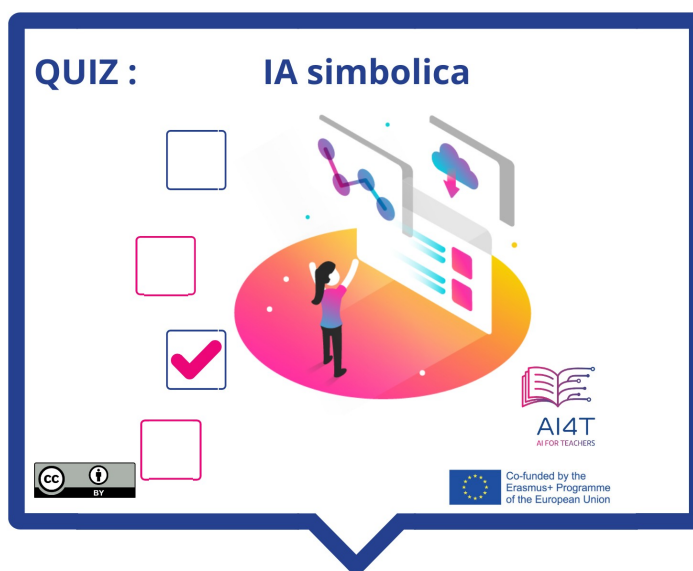 QUIZ : IA simbolica
AI4T
AI FOR TEACHERS
cc
BY
Co-funded by the
Erasmus+ Programme
of the European Union